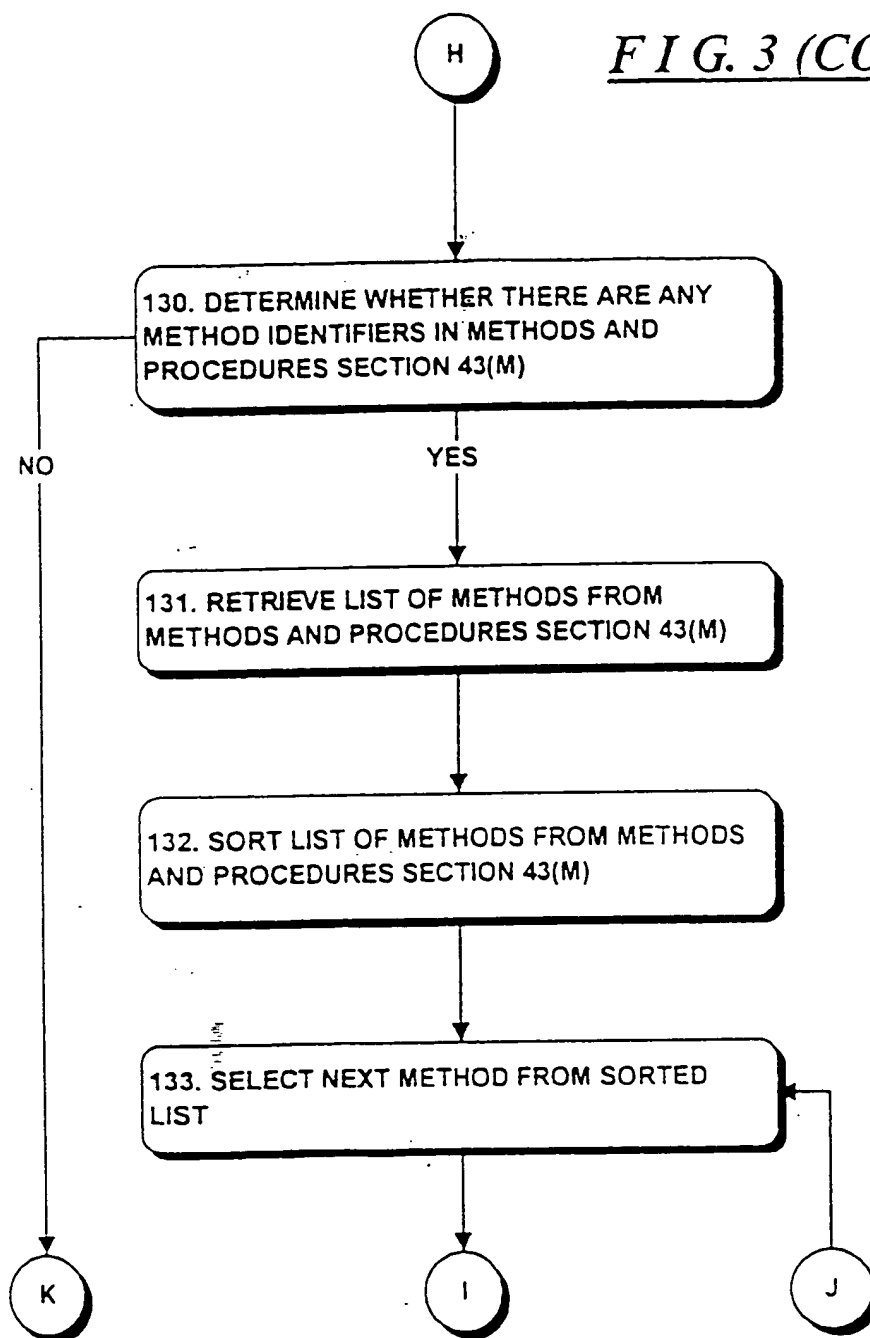 H
F I G. 3 (CO
130. DETERMINE WHETHER THERE ARE ANY
METHOD IDENTIFIERS IN METHODS AND
PROCEDURES SECTION 43(M)
NO
YES
131. RETRIEVE LIST OF METHODS FROM
METHODS AND PROCEDURES SECTION 43(M)
132. SORT LIST OF METHODS FROM METHODS
AND PROCEDURES SECTION 43(M)
133. SELECT NEXT METHOD FROM SORTED
LIST
K
I
J